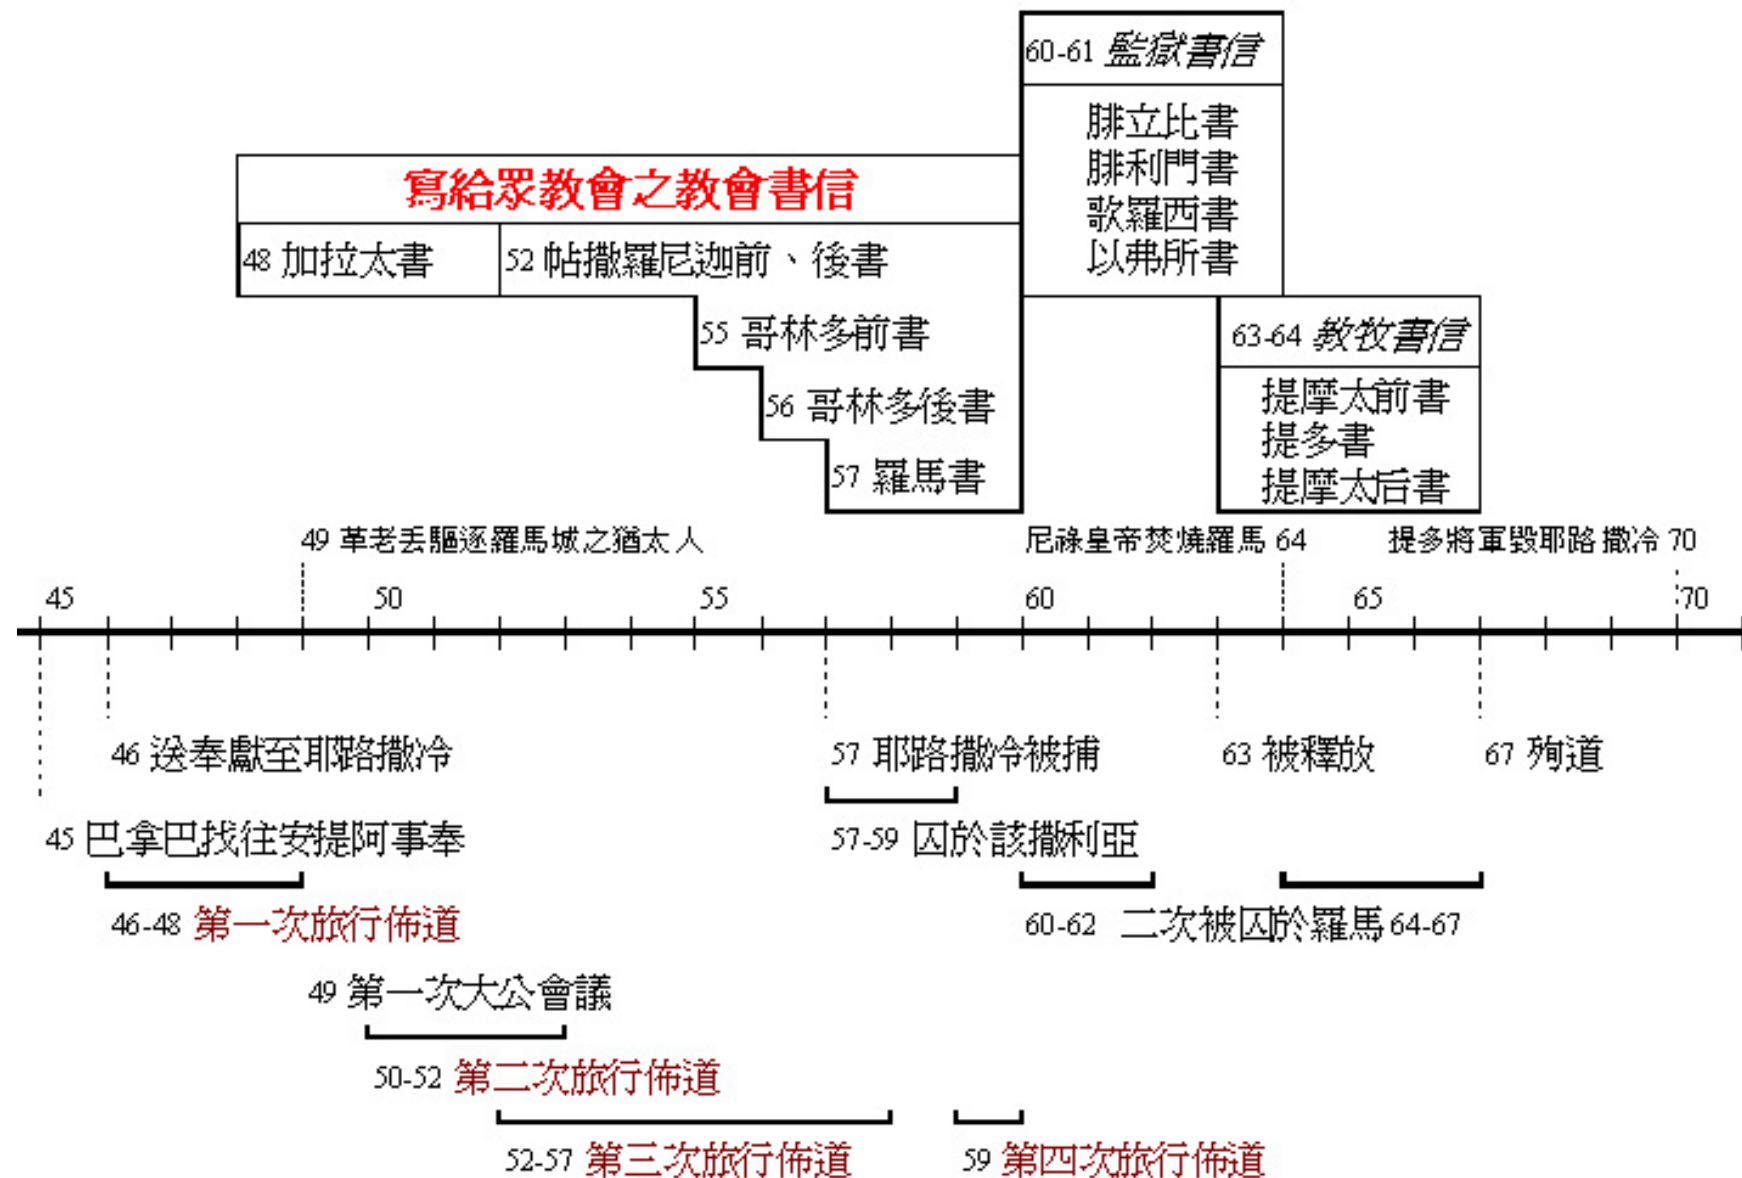 60-61 監獄書信
腓立比書
腓利門書
歌羅西書
以弗所書
寫給眾教會之教會書信
48 加拉太書
52 帖撒羅尼迦前、後書
55 哥林多前書
56 哥林多後書
57 羅馬書
63-64 教牧書信
提摩太前書
提多書
提摩太后書
49 革老丟驅逐羅馬城之猶太人
尼祿皇帝焚燒羅馬 64
提多將軍毀耶路撒冷 70
45 50 55 60 65 70
46 送奉獻至耶路撒冷
57 耶路撒冷被捕
63 被釋放
67 殉道
45 巴拿巴找往安提阿事奉
57-59 囚於該撒利亞
46-48 第一次旅行佈道
60-62 二次被囚於羅馬 64-67
49 第一次大公會議
50-52 第二次旅行佈道
52-57 第三次旅行佈道
59 第四次旅行佈道